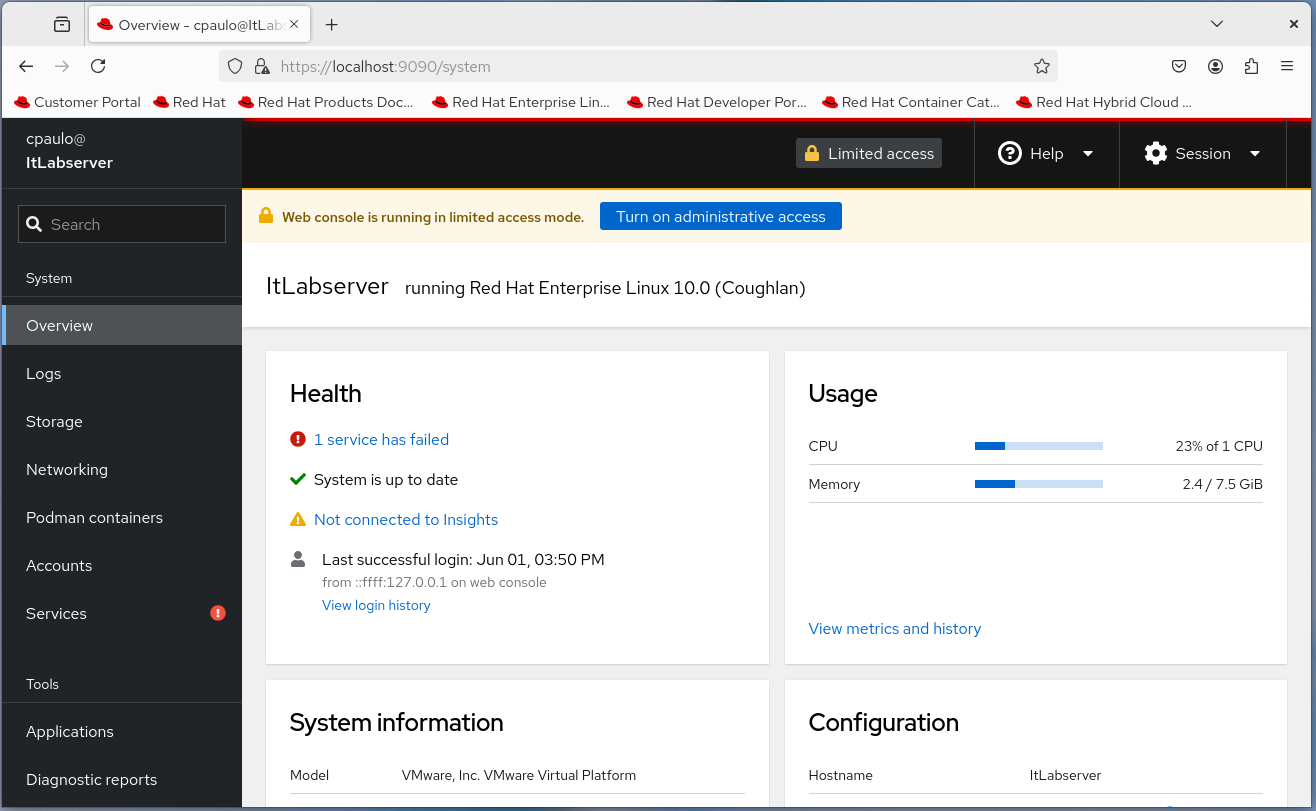 Overview - cpaulo@ItLab
https://localhost:9090/system
Customer Portal
Red Hat
Red Hat Products Doc...
Red Hat Enterprise Lin...
Red Hat Developer Por...
Red Hat Container Cat...
Red Hat Hybrid Cloud ...
cpaulo@
ItLabserver
Limited access
Help
Session
Web console is running in limited access mode.
Turn on administrative access
Search
System
Overview
Logs
Storage
Networking
Podman containers
Accounts
Services
Tools
Applications
Diagnostic reports
ItLabserver running Red Hat Enterprise Linux 10.0 (Coughlan)
Health
1 service has failed
System is up to date
Not connected to Insights
Last successful login: Jun 01, 03:50 PM
from ::ffff:127.0.0.1 on web console
View login history
Usage
CPU 23% of 1 CPU
Memory 2.4 / 7.5 GiB
View metrics and history
System information
Model VMware, Inc. VMware Virtual Platform
Configuration
Hostname ItLabserver